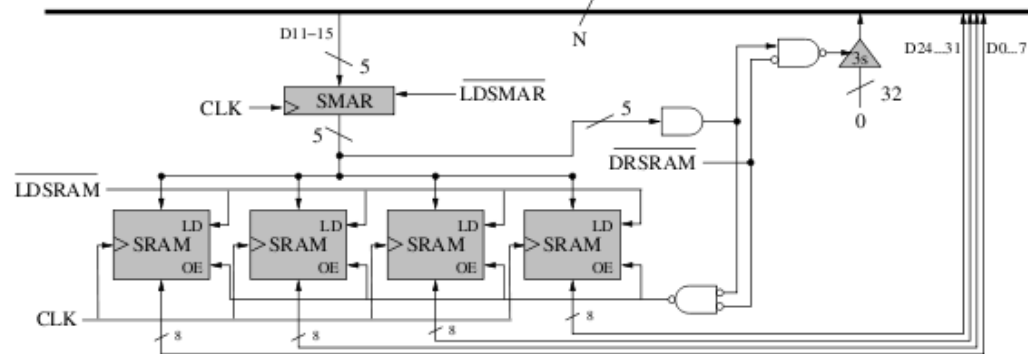 D11–15
N
D24...31
D0...7
5
3s
CLK
SMAR
LDSMAR
5
32
5
0
DRSRAM
LDSRAM
LD
LD
LD
LD
SRAM
SRAM
SRAM
SRAM
OE
OE
OE
OE
CLK
8
8
8
8